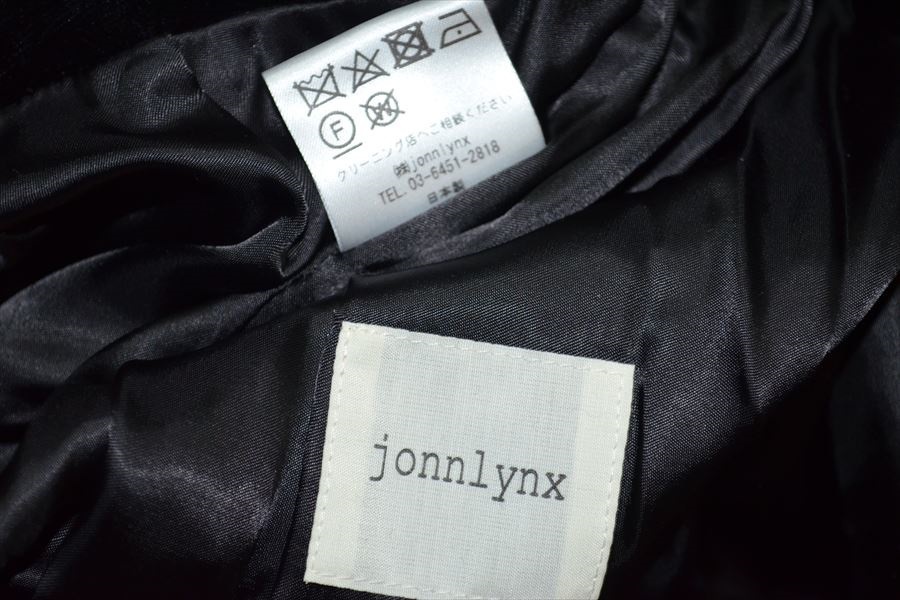 F
W
クリーニング店へご相談ください
㈱jonnlynx
TEL.03-6451-2818
日本製
jonnlynx